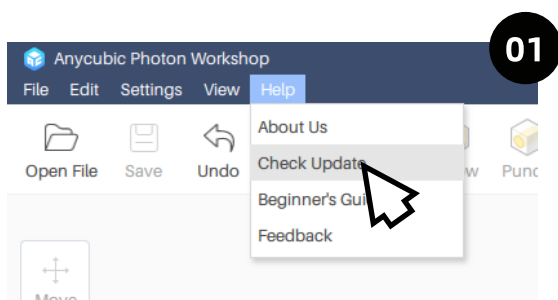 01
Anycubic Photon Workshop
File Edit Settings View Help
About Us
Open File Save Undo
Check Update
Beginner's
Feedback
Move